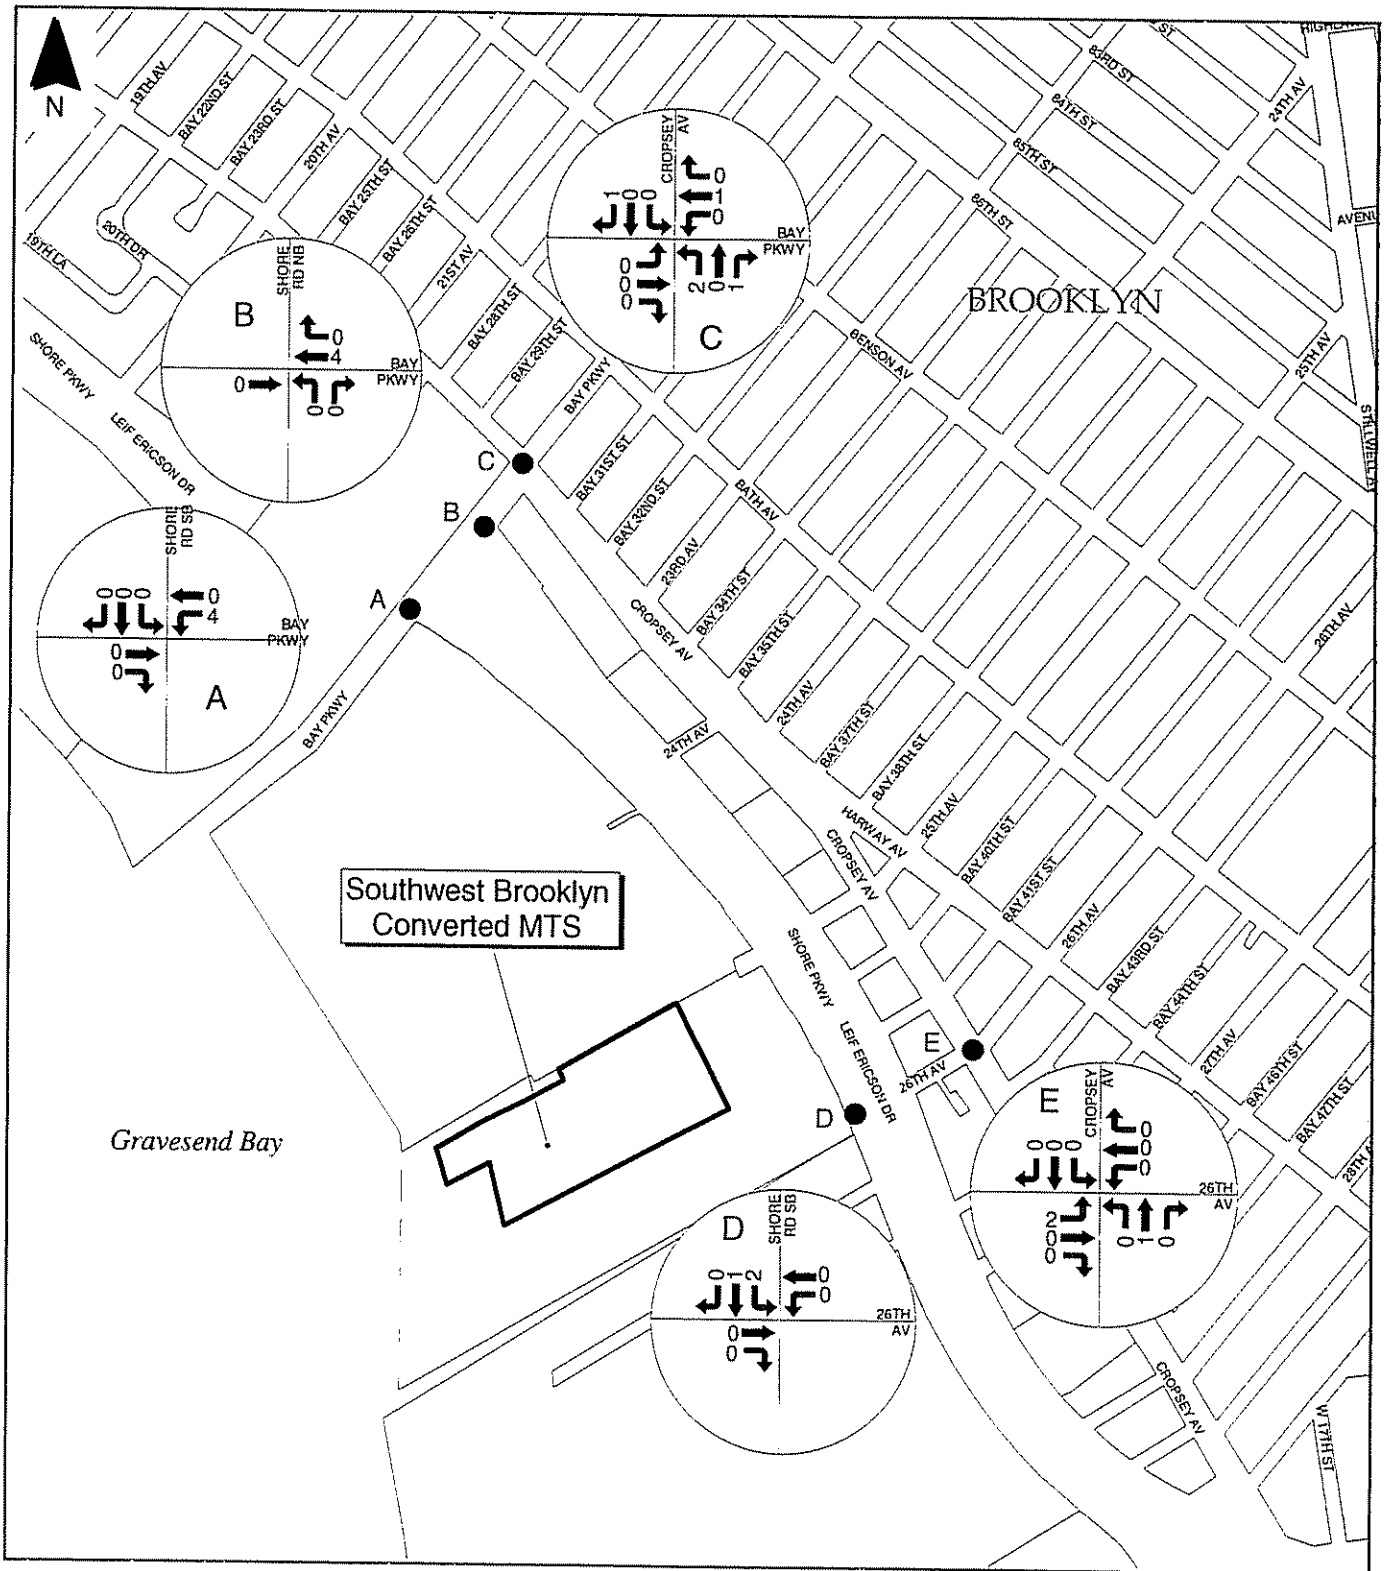 N
19TH AV
BAY 22ND ST
BAY 23RD ST
20TH AV
BAY 25TH ST
BAY 26TH ST
21ST AV
BAY 28TH ST
BAY 29TH ST
BAY PKWY
BAY 31ST ST
BAY 32ND ST
23RD AV
BAY 34TH ST
BAY 35TH ST
24TH AV
BAY 37TH ST
BAY 38TH ST
25TH AV
BAY 40TH ST
BAY 41ST ST
26TH AV
BAY 43RD ST
BAY 44TH ST
27TH AV
BAY 46TH ST
BAY 47TH ST
83RD ST
84TH ST
85TH ST
86TH ST
24TH AV
25TH AV
26TH AV
BENSON AV
BATH AV
CROPSEY AV
HARWAY AV
CROPSEY AV
CROPSEY AV
W 17TH ST
19TH LA
20TH DR
SHORE PKWY
LEIF ERICSON DR
BAY PKWY
24TH AV
SHORE PKWY
LEIF ERICSON DR
26TH AV
BROOKLYN
Gravesend Bay
Southwest Brooklyn
Converted MTS
A
B
C
D
E
CROPSEY
AV
1 0 0
0
1
0
BAY
PKWY
0
0
0
2 0 1
C
SHORE
RD NB
B
0
4
BAY
PKWY
0
0 0
SHORE
RD SB
0 0 0
0
4
BAY
PKWY
0
0
A
SHORE
RD SB
D
0 1 2
0
0
26TH
AV
0
0
CROPSEY
AV
E
0 0 0
0
0
0
26TH
AV
2
0
0
0 1 0